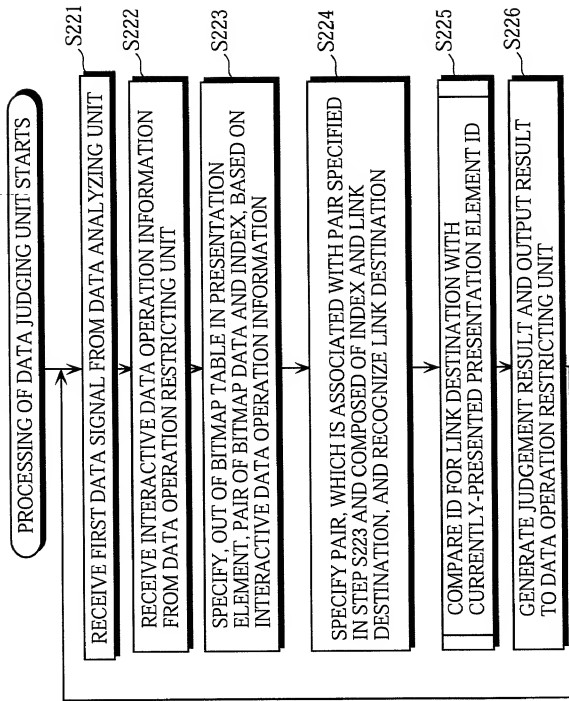 PROCESSING OF DATA JUDGING UNIT STARTS
S221
RECEIVE FIRST DATA SIGNAL FROM DATA ANALYZING UNIT
S222
RECEIVE INTERACTIVE DATA OPERATION INFORMATION
FROM DATA OPERATION RESTRICTING UNIT
S223
SPECIFY, OUT OF BITMAP TABLE IN PRESENTATION
ELEMENT, PAIR OF BITMAP DATA AND INDEX, BASED ON
INTERACTIVE DATA OPERATION INFORMATION
S224
SPECIFY PAIR, WHICH IS ASSOCIATED WITH PAIR SPECIFIED
IN STEP S223 AND COMPOSED OF INDEX AND LINK
DESTINATION, AND RECOGNIZE LINK DESTINATION
S225
COMPARE ID FOR LINK DESTINATION WITH
CURRENTLY-PRESENTED PRESENTATION ELEMENT ID
S226
GENERATE JUDGEMENT RESULT AND OUTPUT RESULT
TO DATA OPERATION RESTRICTING UNIT